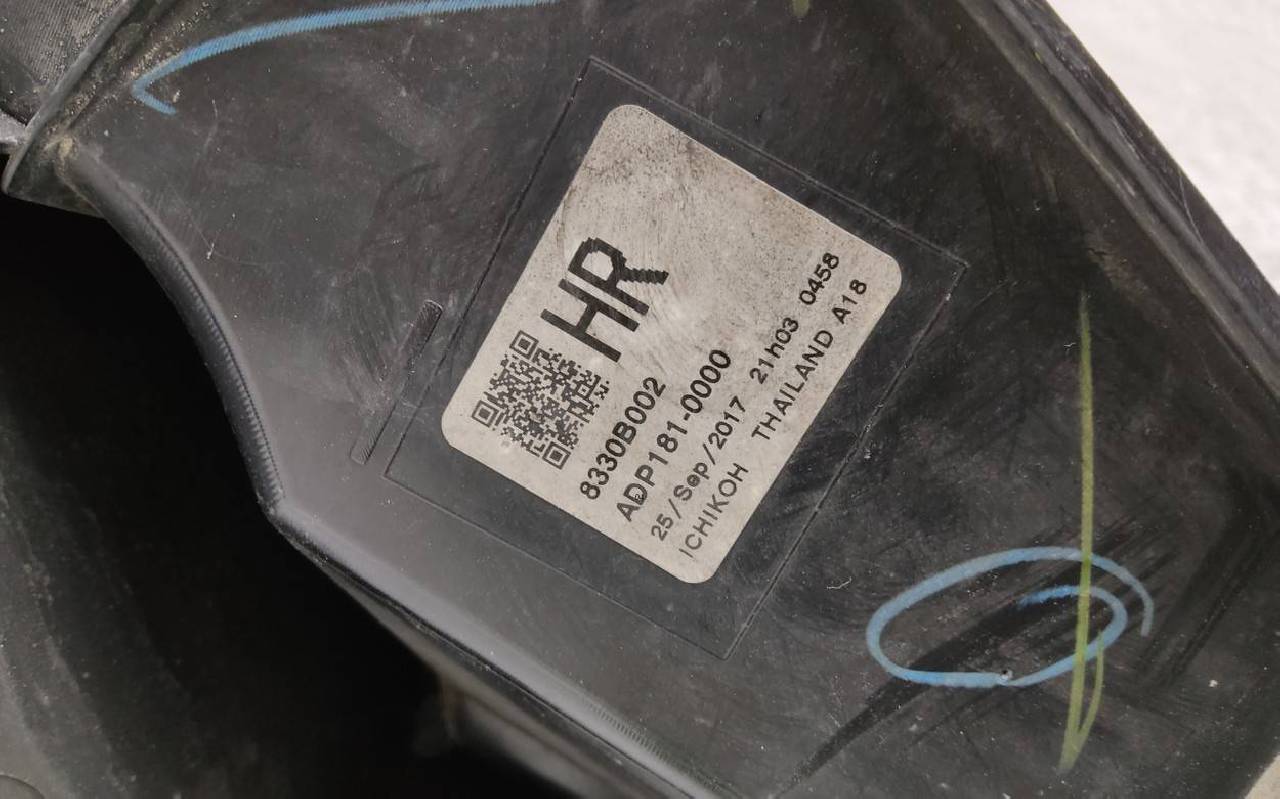 HR
8330B002
ADP181-0000
25/Sep/2017 21h03 0458
ICHIKOH THAILAND A18